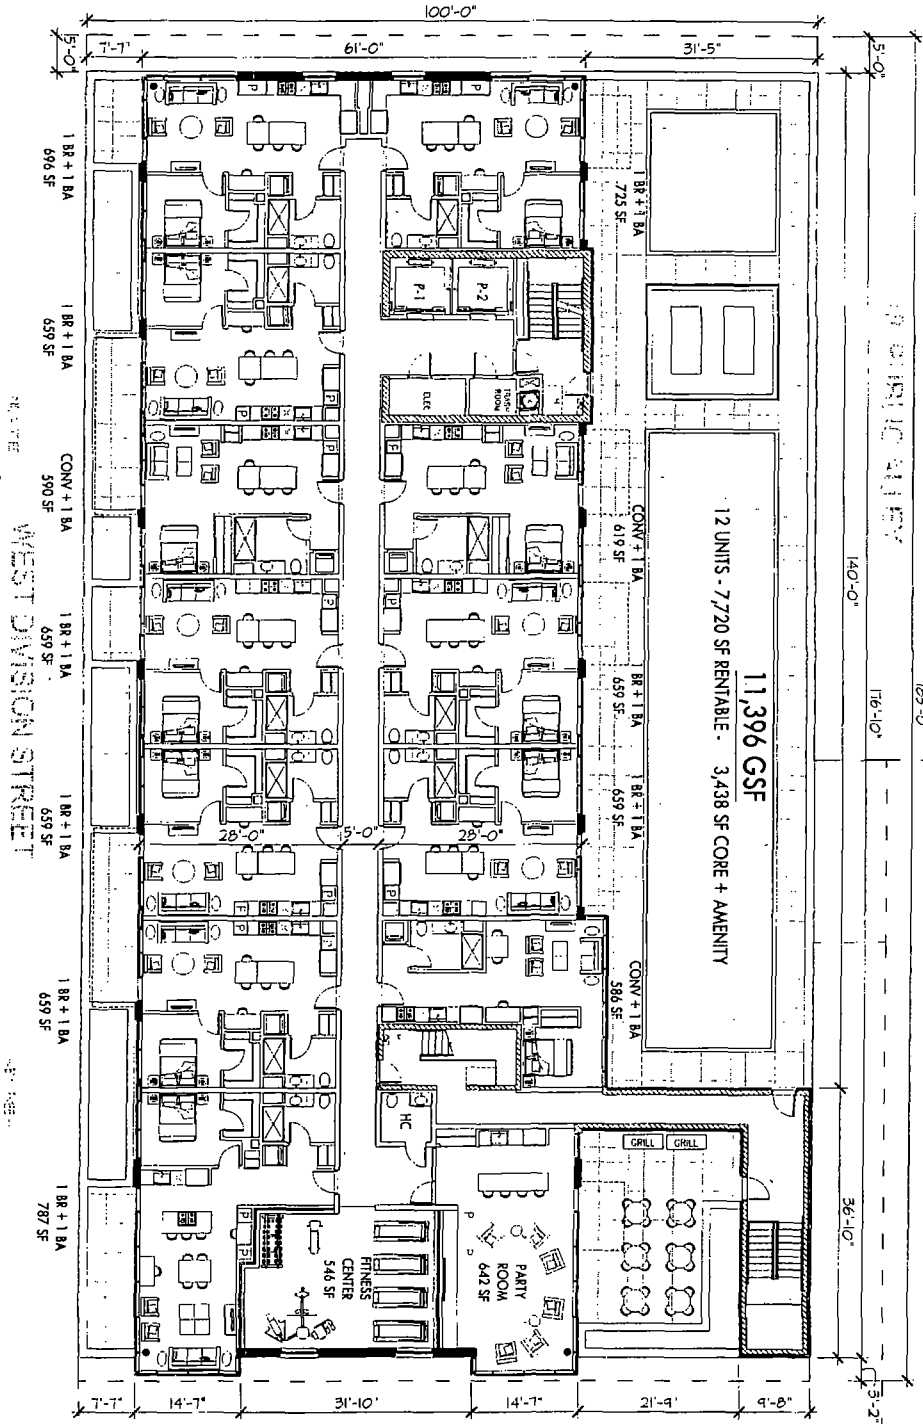 100'-0"
5'-0"
7'-7"
61'-0"
31'-5"
5'-0"
1 BR + 1 BA
696 SF
1 BR + 1 BA
725 SF
1 BR + 1 BA
659 SF
P-1
P-2
ELEC
TRASH
ROOM
CONV + 1 BA
590 SF
CONV + 1 BA
619 SF
PUBLIC ALLEY
140'-0"
176'-10"
11,396 GSF
12 UNITS - 7,720 SF RENTABLE - 3,438 SF CORE + AMENITY
1 BR + 1 BA
659 SF
1 BR + 1 BA
659 SF
WEST DIVISION STREET
1 BR + 1 BA
659 SF
1 BR + 1 BA
659 SF
28'-0"
5'-0"
28'-0"
1 BR + 1 BA
659 SF
CONV + 1 BA
586 SF
HC
GRILL
GRILL
36'-10"
1 BR + 1 BA
787 SF
FITNESS
CENTER
546 SF
PARTY
ROOM
642 SF
7'-7"
14'-7"
31'-10"
14'-7"
21'-9"
9'-8"
3'-2"